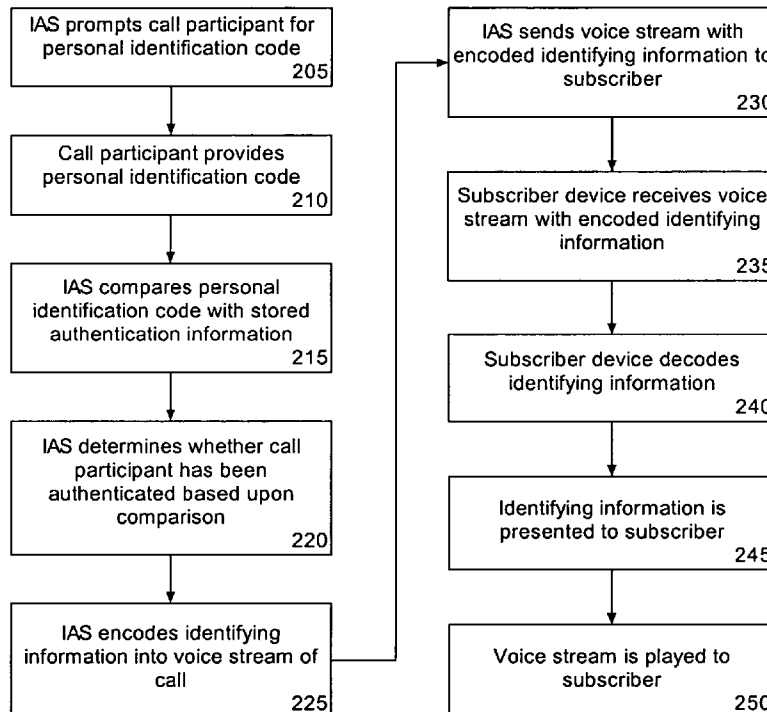 IAS prompts call participant for
personal identification code
205
Call participant provides
personal identification code
210
IAS compares personal
identification code with stored
authentication information
215
IAS determines whether call
participant has been
authenticated based upon
comparison
220
IAS encodes identifying
information into voice stream of
call
225
IAS sends voice stream with
encoded identifying information to
subscriber
230
Subscriber device receives voice
stream with encoded identifying
information
235
Subscriber device decodes
identifying information
240
Identifying information is
presented to subscriber
245
Voice stream is played to
subscriber
250